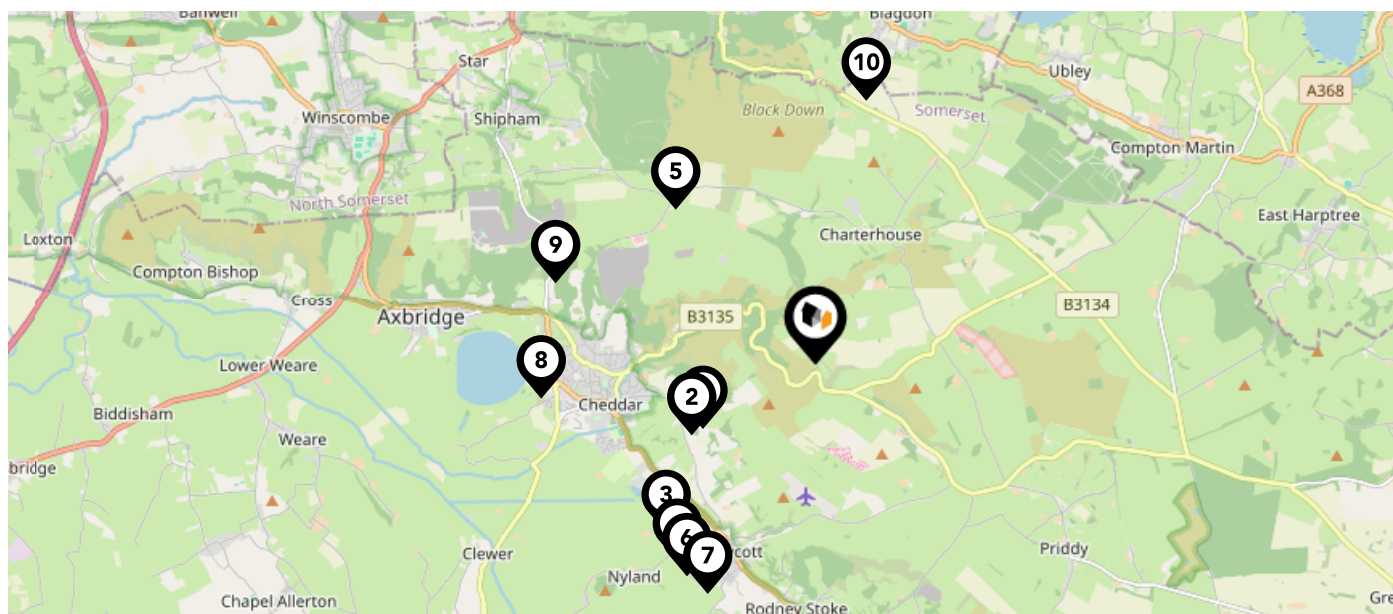 Banwell
Blagdon
Star
10
Ubley
A368
Black Down
Somerset
Winscombe
Shipham
Compton Martin
5
North Somerset
East Harptree
Loxton
9
Charterhouse
Compton Bishop
Cross
Axbridge
B3135
B3134
8
Lower Weare
2
Cheddar
Biddisham
Weare
bridge
3
6
7
cott
Clewer
Priddy
Nyland
Chapel Allerton
Rodney Stoke
Gre